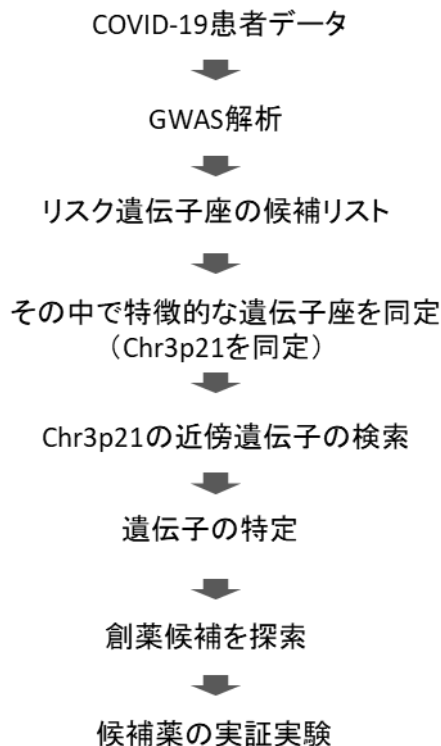 COVID-19患者データ
GWAS解析
リスク遺伝子座の候補リスト
その中で特徴的な遺伝子座を同定
（Chr3p21を同定）
Chr3p21の近傍遺伝子の検索
遺伝子の特定
創薬候補を探索
候補薬の実証実験